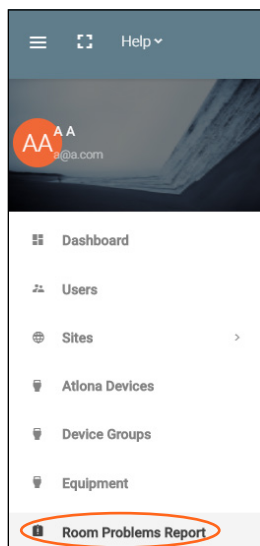 Help
AA
A A
a@a.com
Dashboard
Users
Sites
Atlona Devices
Device Groups
Equipment
Room Problems Report